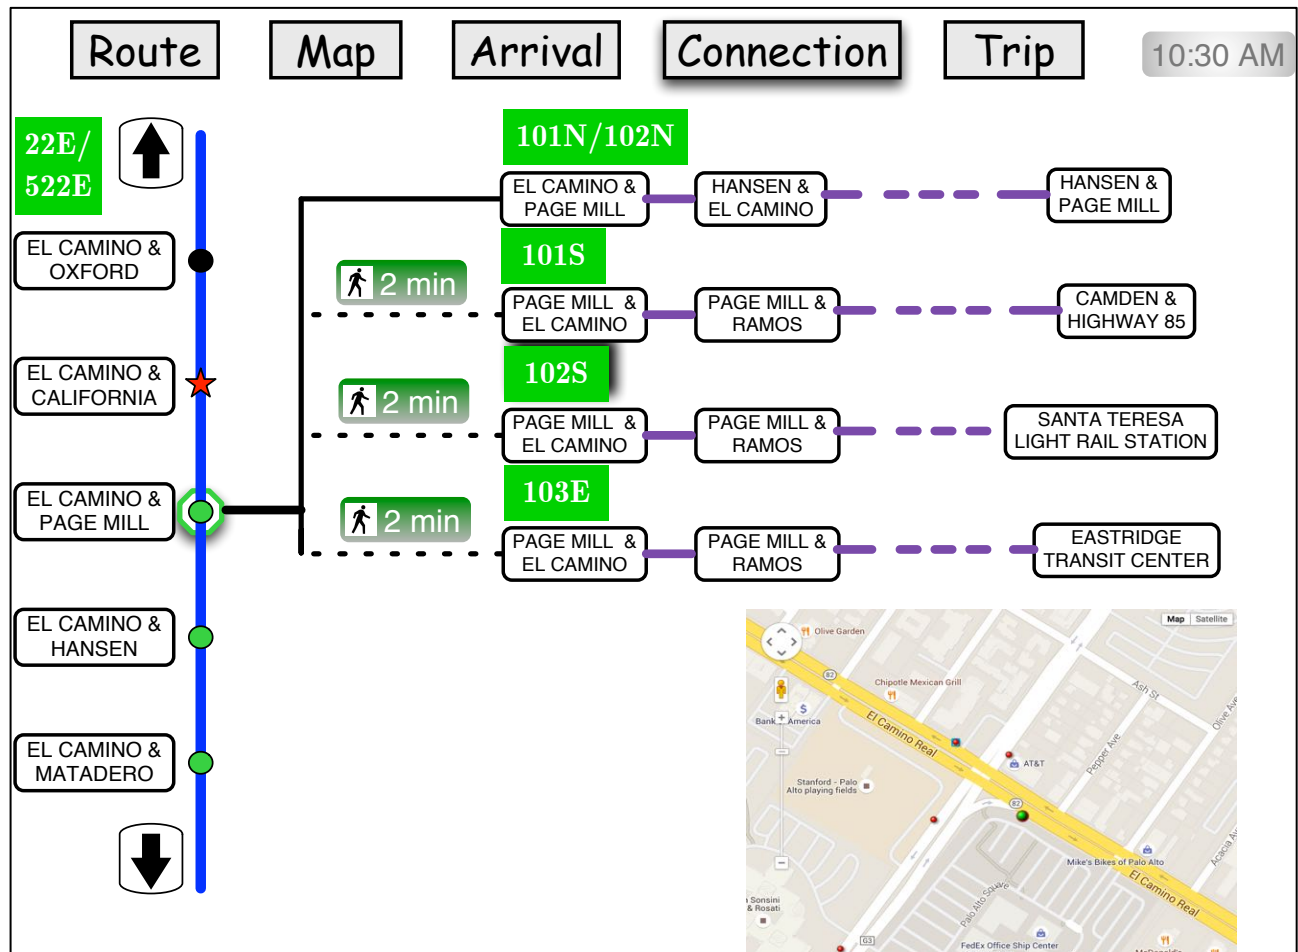 Route
Map
Arrival
Connection
Trip
10:30 AM
22E/
522E
EL CAMINO &
OXFORD
EL CAMINO &
CALIFORNIA
EL CAMINO &
PAGE MILL
EL CAMINO &
HANSEN
EL CAMINO &
MATADERO
101N/102N
EL CAMINO &
PAGE MILL
HANSEN &
EL CAMINO
HANSEN &
PAGE MILL
101S
2 min
PAGE MILL &
EL CAMINO
PAGE MILL &
RAMOS
CAMDEN &
HIGHWAY 85
102S
2 min
PAGE MILL &
EL CAMINO
PAGE MILL &
RAMOS
SANTA TERESA
LIGHT RAIL STATION
103E
2 min
PAGE MILL &
EL CAMINO
PAGE MILL &
RAMOS
EASTRIDGE
TRANSIT CENTER
Map
Satellite
Olive Garden
82
Chipotle Mexican Grill
Ash St
Olive Ave
Bank America
El Camino Real
Pepper Ave
AT&T
Stanford - Palo
Alto playing fields
82
Acacia Av
Mike's Bikes of Palo Alto
El Camino Real
Palo Alto Square
Sonsini
& Rosati
G3
FedEx Office Ship Center